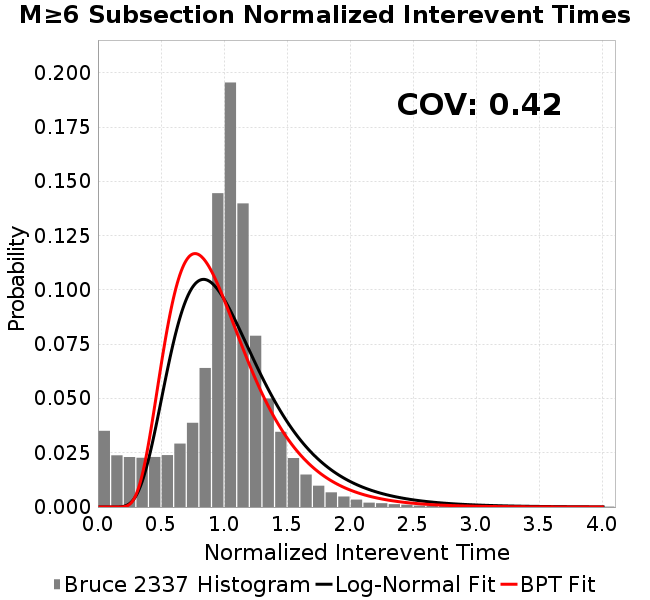 M≥6 Subsection Normalized Interevent Times
COV: 0.42
Probability
0.200
0.175
0.150
0.125
0.100
0.075
0.050
0.025
0.000
0.0 0.5 1.0 1.5 2.0 2.5 3.0 3.5 4.0
Normalized Interevent Time
Bruce 2337 Histogram Log-Normal Fit BPT Fit